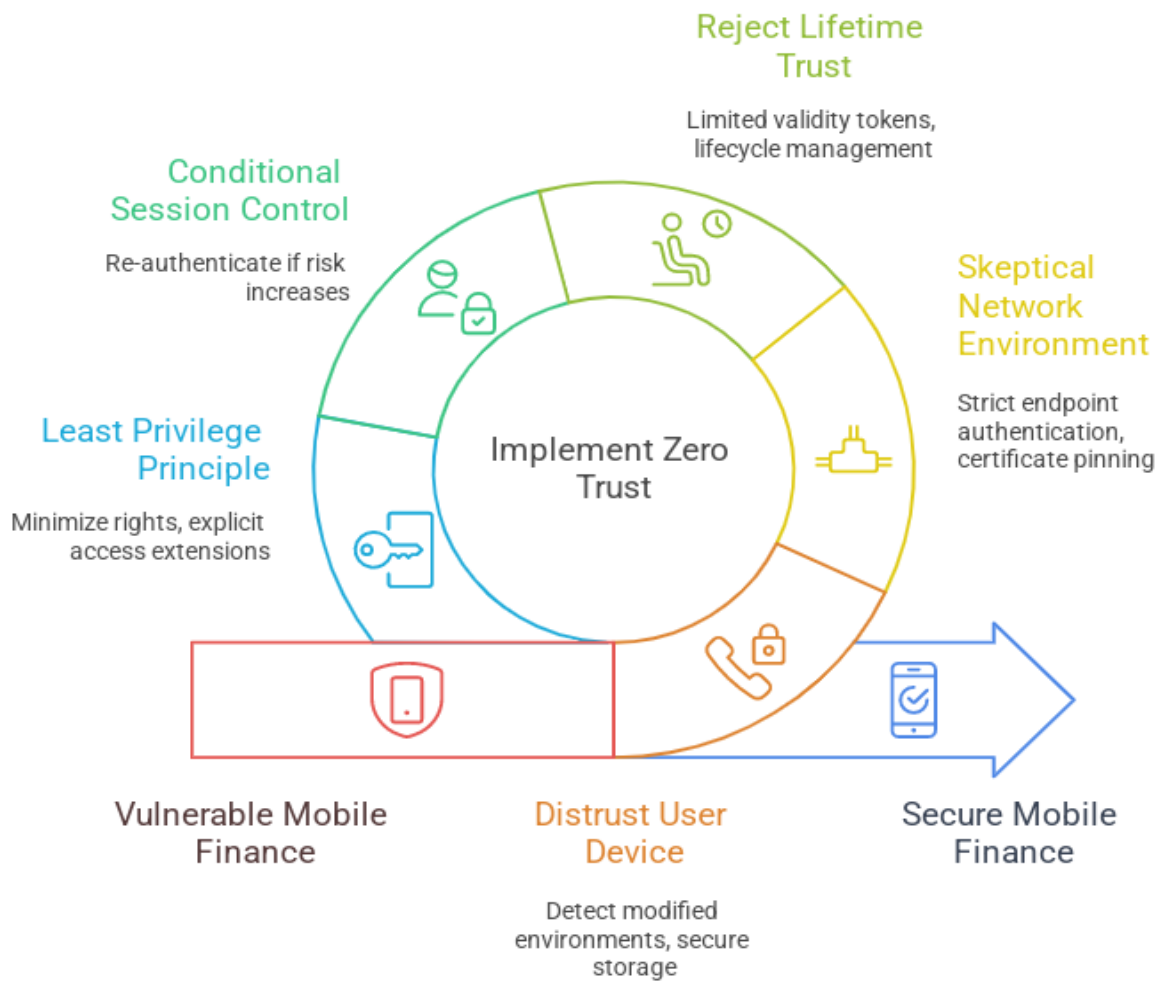 Reject Lifetime
Trust
Limited validity tokens,
lifecycle management
Conditional
Session Control
Re-authenticate if risk
increases
Skeptical
Network
Environment
Strict endpoint
authentication,
certificate pinning
Least Privilege
Principle
Minimize rights, explicit
access extensions
Implement Zero
Trust
Vulnerable Mobile
Finance
Distrust User
Device
Detect modified
environments, secure
storage
Secure Mobile
Finance